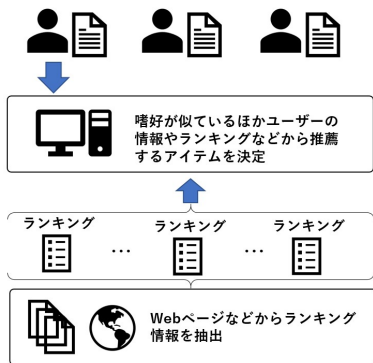 嗜好が似ているほかユーザーの
情報やランキングなどから推薦
するアイテムを決定
ランキング ランキング ランキング
… …
Webページなどからランキング
情報を抽出